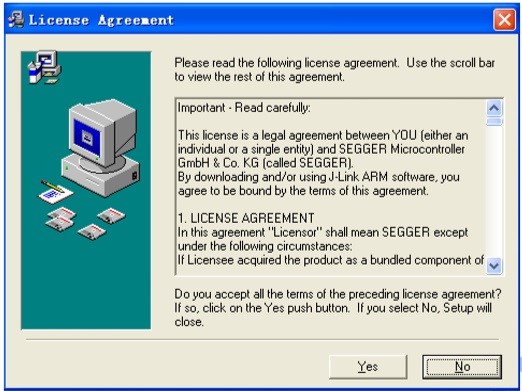 License Agreement
Please read the following license agreement.  Use the scroll bar
to view the rest of this agreement.
Important - Read carefully:
This license is a legal agreement between YOU (either an
individual or a single entity) and SEGGER Microcontroller
GmbH & Co. KG (called SEGGER).
By downloading and/or using J-Link ARM software, you
agree to be bound by the terms of this agreement.
1. LICENSE AGREEMENT
In this agreement "Licensor" shall mean SEGGER except
under the following circumstances:
If Licensee acquired the product as a bundled component of
Do you accept all the terms of the preceding license agreement?
If so, click on the Yes push button.  If you select No, Setup will
close.
Yes
No